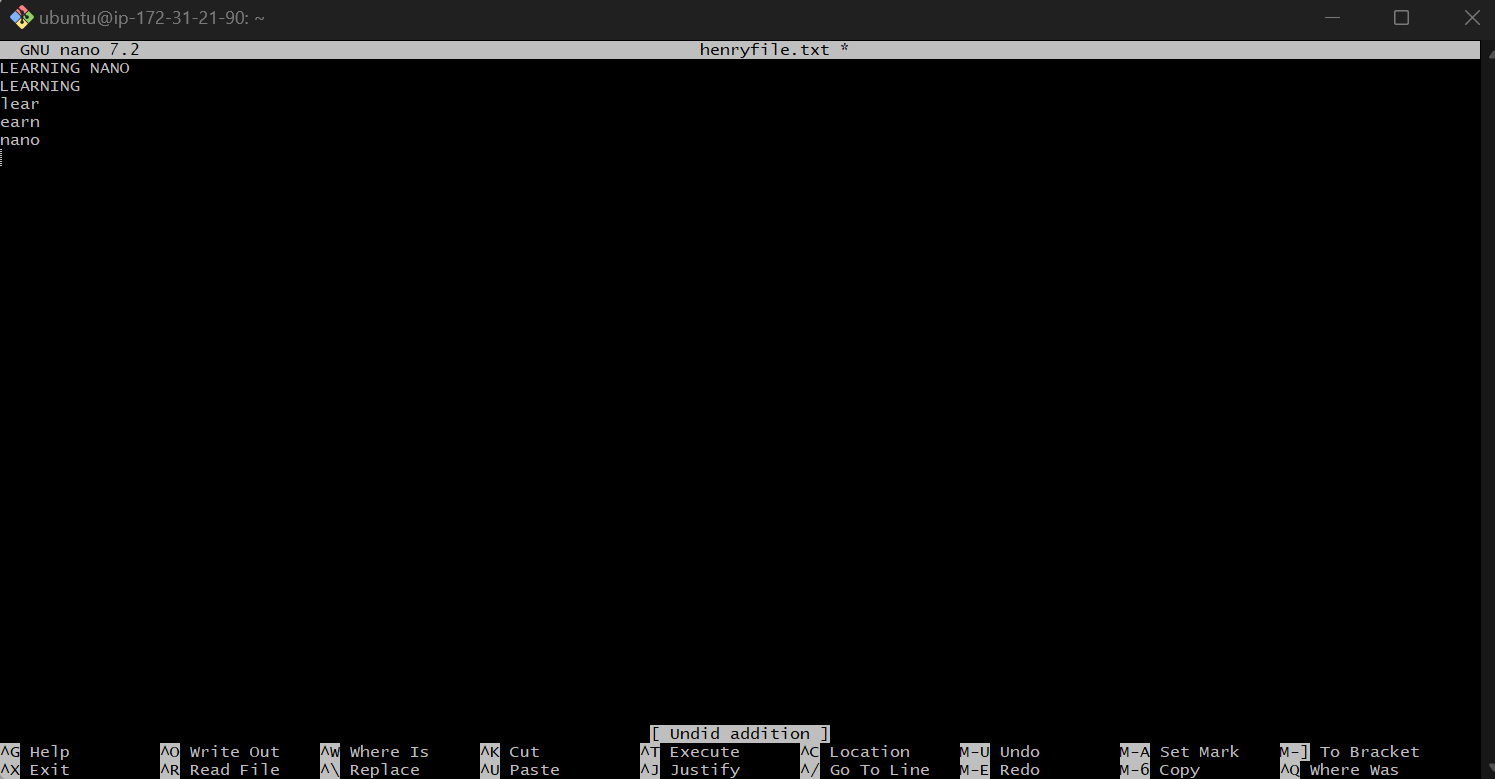 ubuntu@ip-172-31-21-90: ~
GNU nano 7.2 henryfile.txt *
LEARNING NANO
LEARNING
lear
earn
nano
[ Undid addition ]
^G Help ^O Write Out ^W Where Is ^K Cut ^T Execute ^C Location M-U Undo M-A Set Mark M-] To Bracket
^X Exit ^R Read File ^\ Replace ^U Paste ^J Justify ^/ Go To Line M-E Redo M-6 Copy ^Q Where Was